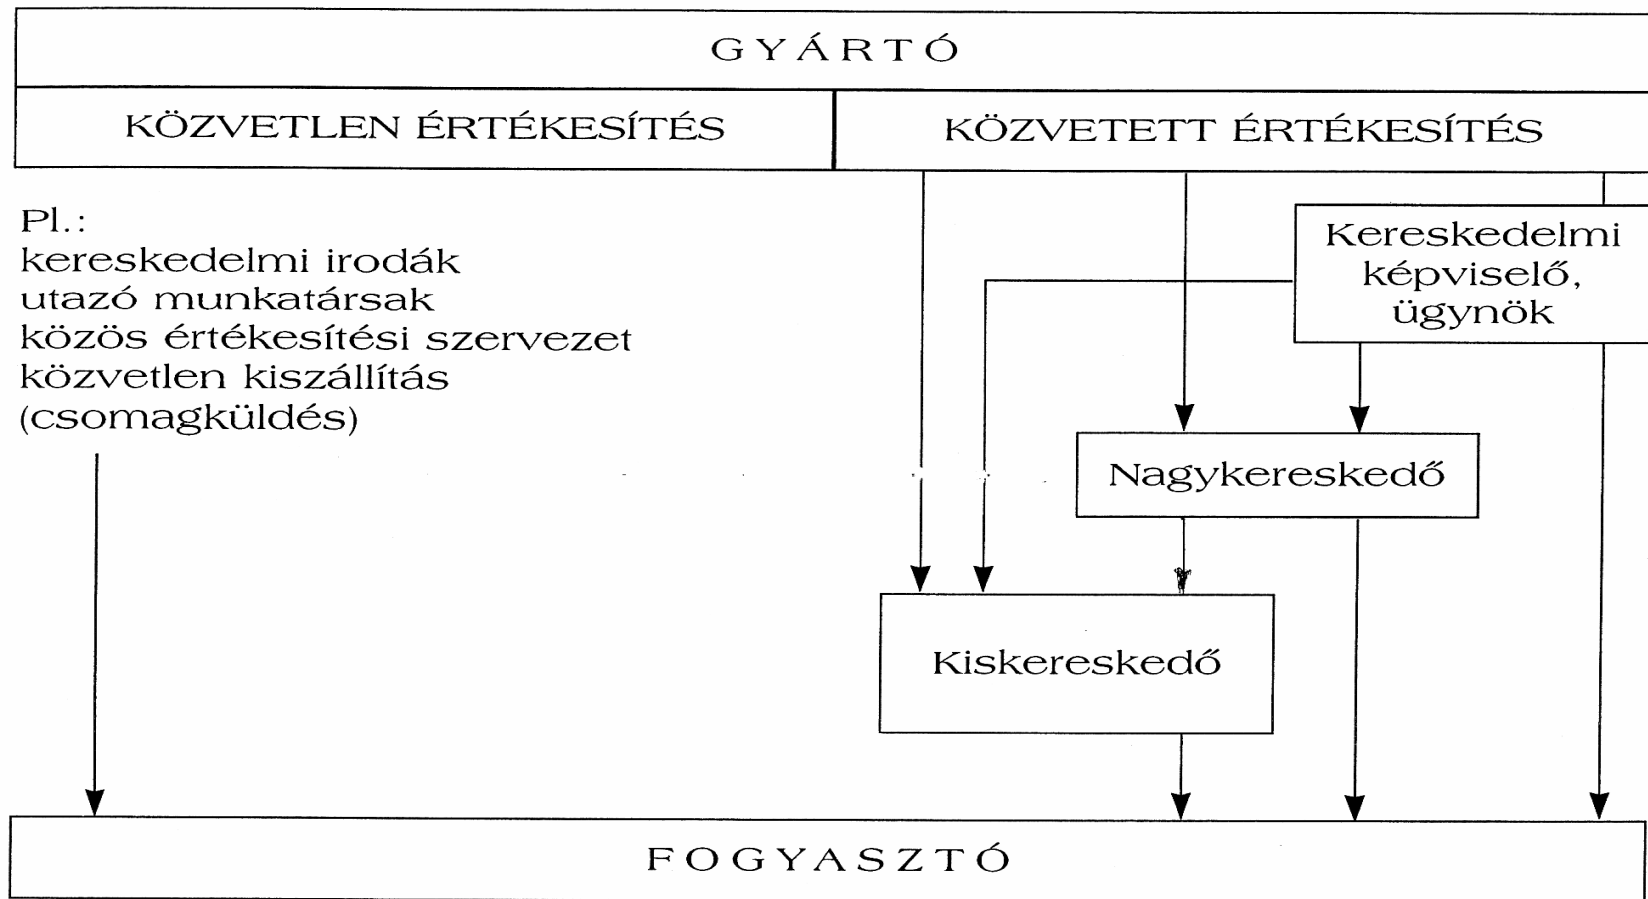 GYÁRTÓ
KÖZVETLEN ÉRTÉKESÍTÉS
KÖZVETETT ÉRTÉKESÍTÉS
Pl.:
kereskedelmi irodák
utazó munkatársak
közös értékesítési szervezet
közvetlen kiszállítás
(csomagküldés)
Kereskedelmi
képviselő,
ügynök
Nagykereskedő
Kiskereskedő
FOGYASZTÓ